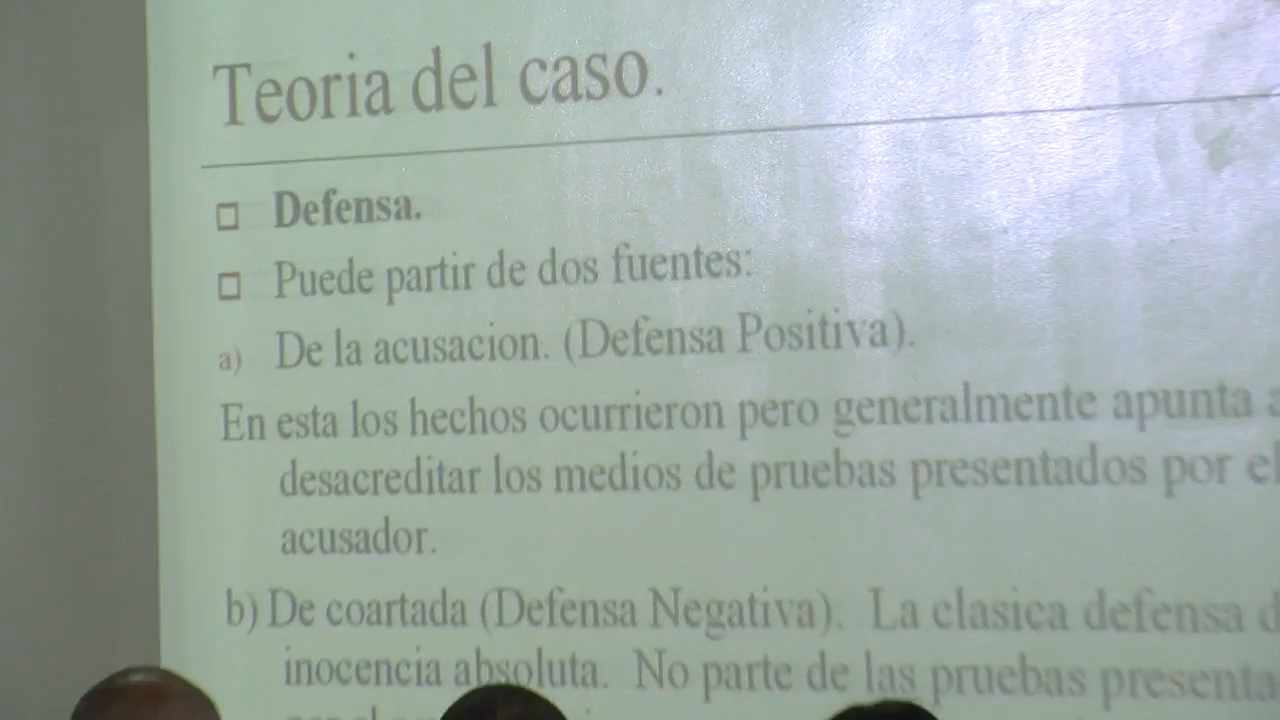 Teoria del caso.
Defensa.
Puede partir de dos fuentes:
a) De la acusacion. (Defensa Positiva).
En esta los hechos ocurrieron pero generalmente apunta a
desacreditar los medios de pruebas presentados por el
acusador.
b) De coartada (Defensa Negativa). La clasica defensa
inocencia absoluta. No parte de las pruebas